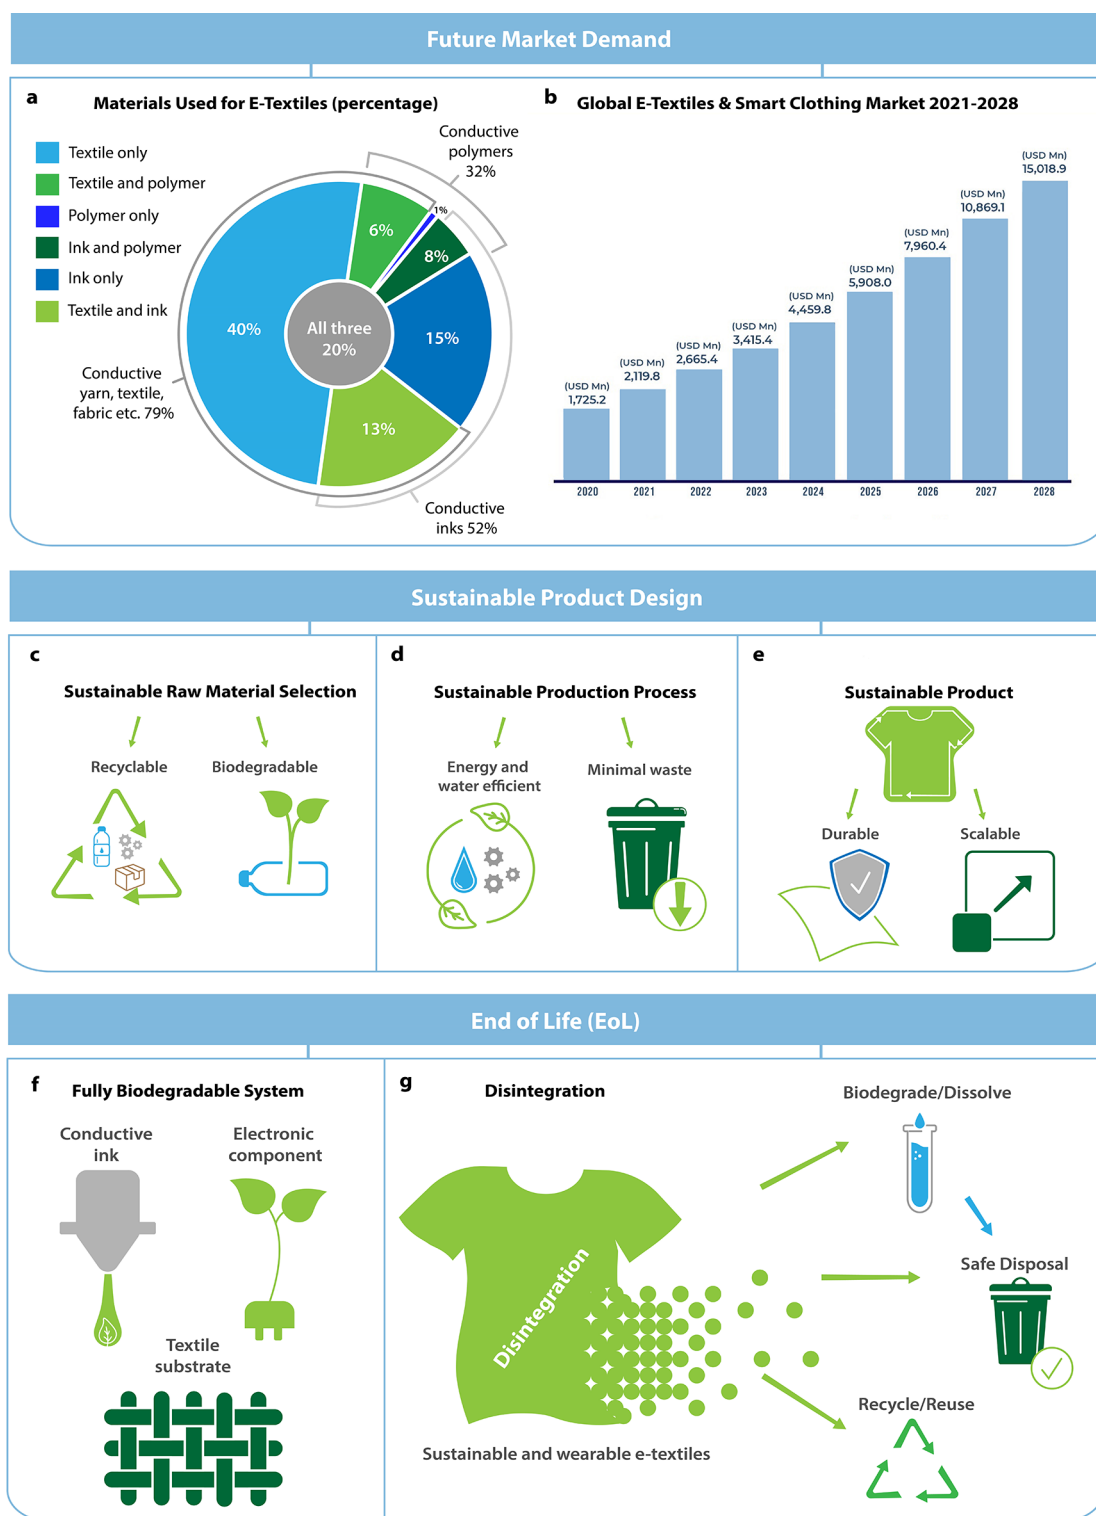 Future Market Demand
a
Materials Used for E-Textiles (percentage)
Textile only
Textile and polymer
Polymer only
Ink and polymer
Ink only
Textile and ink
Conductive
polymers
32%
6%
1%
8%
40%
All three
20%
15%
13%
Conductive
yarn, textile,
fabric etc. 79%
Conductive
inks 52%
b
Global E-Textiles & Smart Clothing Market 2021-2028
(USD Mn)
1,725.2
(USD Mn)
2,119.8
(USD Mn)
2,665.4
(USD Mn)
3,415.4
(USD Mn)
4,459.8
(USD Mn)
5,908.0
(USD Mn)
7,960.4
(USD Mn)
10,869.1
(USD Mn)
15,018.9
2020 2021 2022 2023 2024 2025 2026 2027 2028
Sustainable Product Design
c
Sustainable Raw Material Selection
Recyclable
Biodegradable
d
Sustainable Production Process
Energy and
water efficient
Minimal waste
e
Sustainable Product
Durable
Scalable
End of Life (EoL)
f
Fully Biodegradable System
Conductive
ink
Electronic
component
Textile
substrate
g
Disintegration
Disintegration
Sustainable and wearable e-textiles
Biodegrade/Dissolve
Safe Disposal
Recycle/Reuse